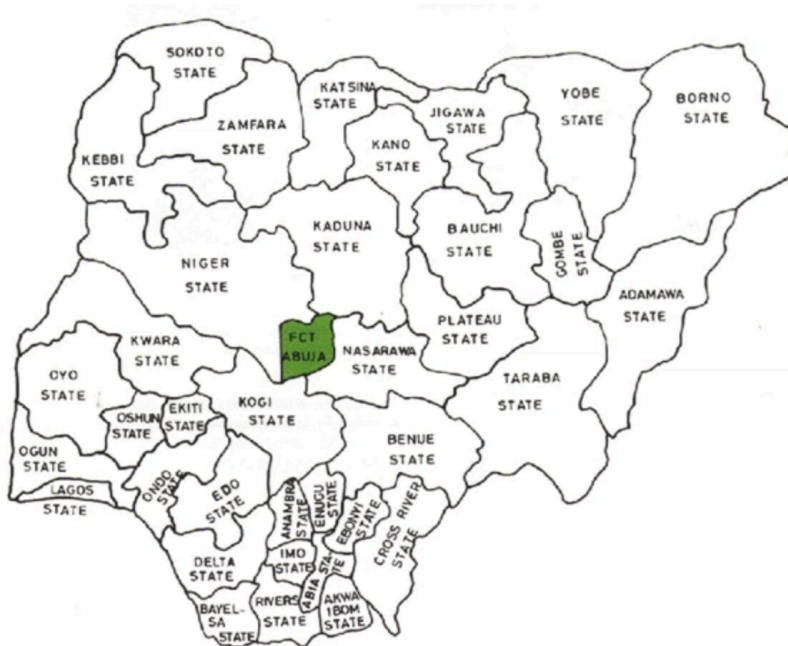 SOKOTO
STATE
KATSINA
STATE
JIGAWA
STATE
YOBE
STATE
BORNO
STATE
ZAMFARA
STATE
KANO
STATE
KEBBI
STATE
KADUNA
STATE
BAUCHI
STATE
GOMBE
STATE
NIGER
STATE
ADAMAWA
STATE
FCT
ABUJA
PLATEAU
STATE
KWARA
STATE
NASARAWA
STATE
TARABA
STATE
OYO
STATE
OSHUN
STATE
EKITI
STATE
KOGI
STATE
BENUE
STATE
OGUN
STATE
LAGOS
STATE
ONDO
STATE
EDO
STATE
ANAMBRA
STATE
ENUGU
STATE
EBONYI
STATE
CROSS RIVER
STATE
DELTA
STATE
IMO
STATE
ABIA STA-
TE
BAYEL-
SA STATE
RIVERS
STATE
AKWA
IBOM
STATE